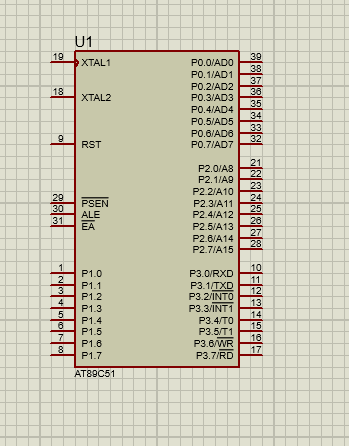 U1
19 XTAL1 P0.0/AD0 39
P0.1/AD1 38
P0.2/AD2 37
18 XTAL2 P0.3/AD3 36
P0.4/AD4 35
P0.5/AD5 34
P0.6/AD6 33
9 RST P0.7/AD7 32
P2.0/A8 21
P2.1/A9 22
P2.2/A10 23
29 PSEN P2.3/A11 24
30 ALE P2.4/A12 25
31 EA P2.5/A13 26
P2.6/A14 27
P2.7/A15 28
1 P1.0 P3.0/RXD 10
2 P1.1 P3.1/TXD 11
3 P1.2 P3.2/INT0 12
4 P1.3 P3.3/INT1 13
5 P1.4 P3.4/T0 14
6 P1.5 P3.5/T1 15
7 P1.6 P3.6/WR 16
8 P1.7 P3.7/RD 17
AT89C51